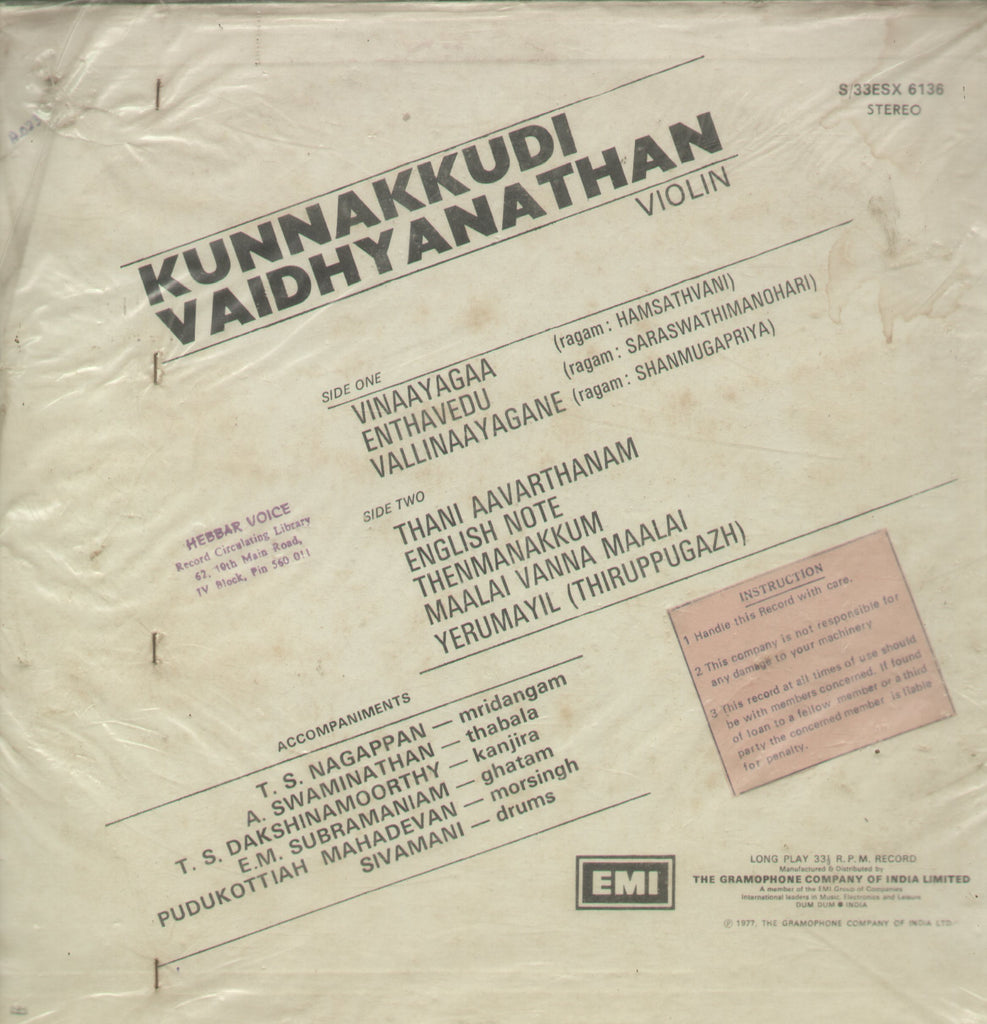 S/33ESX 6136
STEREO
KUNNAKKUDI
VAIDHYANATHAN
VIOLIN
SIDE ONE
VINAAYAGAA (ragam: HAMSATHVANI)
ENTHAVEDU (ragam: SARASWATHIMANOHARI)
VALLINAAYAGANE (ragam: SHANMUGAPRIYA)
SIDE TWO
THANI AAVARTHANAM
ENGLISH NOTE
THENMANAKKUM
MAALAI VANNA MAALAI
YERUMAYIL (THIRUPPUGAZH)
HEBBAR VOICE
Record Circulating Library
62, 10th Main Road,
IV Block, Pin 560 011
INSTRUCTION
1 Handle this Record with care.
2 This company is not responsible for
any damage to your machinery
3 This record at all times of use should
be with members concerned. If found
of loan to a fellow member or a third
party the concerned member is liable
for penalty.
ACCOMPANIMENTS
T. S. NAGAPPAN — mridangam
A. SWAMINATHAN — thabala
T. S. DAKSHINAMOORTHY — kanjira
E.M. SUBRAMANIAM — ghatam
PUDUKOTTIAH MAHADEVAN — morsingh
SIVAMANI — drums
EMI
LONG PLAY 33⅓ R.P.M. RECORD
Manufactured & Distributed by
THE GRAMOPHONE COMPANY OF INDIA LIMITED
A member of the EMI Group of Companies
International leaders in Music, Electronics and Leisure
DUM DUM ● INDIA
℗ 1977, THE GRAMOPHONE COMPANY OF INDIA LTD.